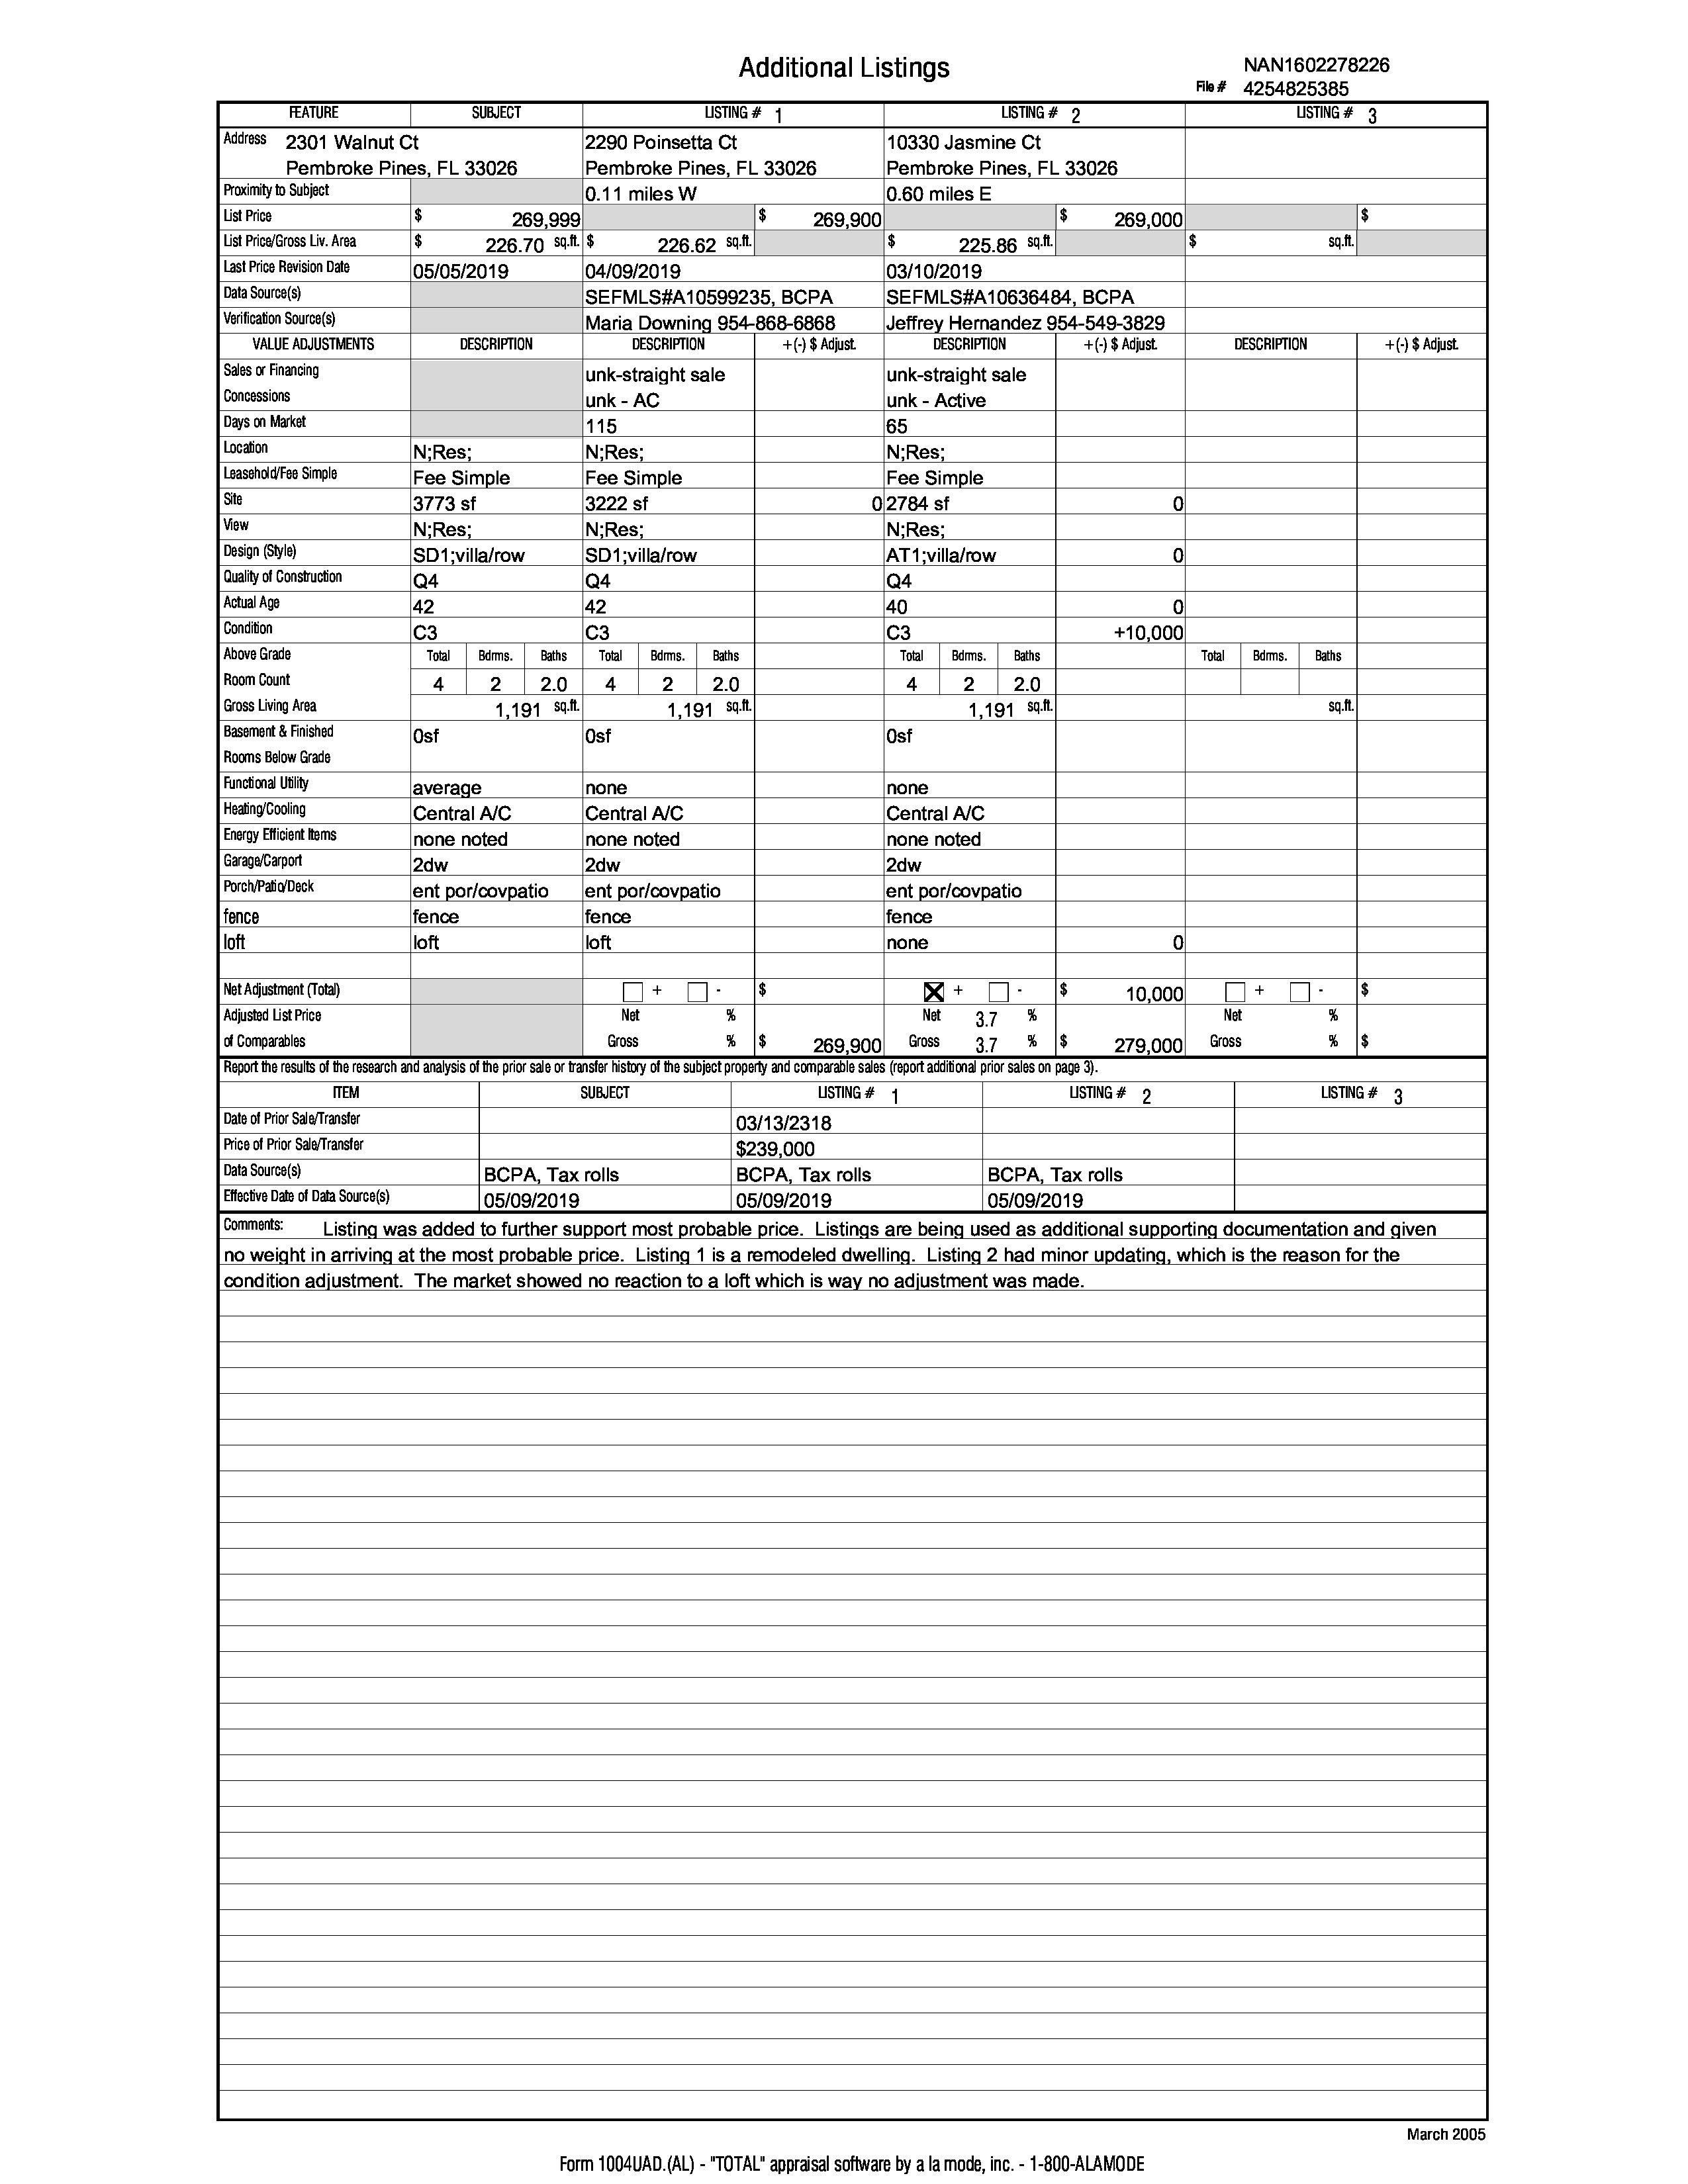 Additional Listings
NAN1602278226
File # 4254825385
FEATURE SUBJECT LISTING # 1 LISTING # 2 LISTING # 3
Address 2301 Walnut Ct 2290 Poinsetta Ct 10330 Jasmine Ct
Pembroke Pines, FL 33026 Pembroke Pines, FL 33026 Pembroke Pines, FL 33026
Proximity to Subject 0.11 miles W 0.60 miles E
List Price $ 269,999 $ 269,900 $ 269,000 $
List Price/Gross Liv. Area $ 226.70 sq.ft. $ 226.62 sq.ft. $ 225.86 sq.ft. $ sq.ft.
Last Price Revision Date 05/05/2019 04/09/2019 03/10/2019
Data Source(s) SEFMLS#A10599235, BCPA SEFMLS#A10636484, BCPA
Verification Source(s) Maria Downing 954-868-6868 Jeffrey Hernandez 954-549-3829
VALUE ADJUSTMENTS DESCRIPTION DESCRIPTION +(-) $ Adjust. DESCRIPTION +(-) $ Adjust. DESCRIPTION +(-) $ Adjust.
Sales or Financing unk-straight sale unk-straight sale
Concessions unk - AC unk - Active
Days on Market 115 65
Location N;Res; N;Res; N;Res;
Leasehold/Fee Simple Fee Simple Fee Simple Fee Simple
Site 3773 sf 3222 sf 0 2784 sf 0
View N;Res; N;Res; N;Res;
Design (Style) SD1;villa/row SD1;villa/row AT1;villa/row 0
Quality of Construction Q4 Q4 Q4
Actual Age 42 42 40 0
Condition C3 C3 C3 +10,000
Above Grade Total Bdrms. Baths Total Bdrms. Baths Total Bdrms. Baths Total Bdrms. Baths
Room Count 4 2 2.0 4 2 2.0 4 2 2.0
Gross Living Area 1,191 sq.ft. 1,191 sq.ft. 1,191 sq.ft. sq.ft.
Basement & Finished 0sf 0sf 0sf
Rooms Below Grade
Functional Utility average none none
Heating/Cooling Central A/C Central A/C Central A/C
Energy Efficient Items none noted none noted none noted
Garage/Carport 2dw 2dw 2dw
Porch/Patio/Deck ent por/covpatio ent por/covpatio ent por/covpatio
fence fence fence fence
loft loft loft none 0
Net Adjustment (Total) + - $ X + - $ 10,000 + - $
Adjusted List Price Net % Net 3.7 % Net %
of Comparables Gross % $ 269,900 Gross 3.7 % $ 279,000 Gross % $
Report the results of the research and analysis of the prior sale or transfer history of the subject property and comparable sales (report additional prior sales on page 3).
ITEM SUBJECT LISTING # 1 LISTING # 2 LISTING # 3
Date of Prior Sale/Transfer 03/13/2318
Price of Prior Sale/Transfer $239,000
Data Source(s) BCPA, Tax rolls BCPA, Tax rolls BCPA, Tax rolls
Effective Date of Data Source(s) 05/09/2019 05/09/2019 05/09/2019
Comments: Listing was added to further support most probable price. Listings are being used as additional supporting documentation and given
no weight in arriving at the most probable price. Listing 1 is a remodeled dwelling. Listing 2 had minor updating, which is the reason for the
condition adjustment. The market showed no reaction to a loft which is way no adjustment was made.
March 2005
Form 1004UAD.(AL) - "TOTAL" appraisal software by a la mode, inc. - 1-800-ALAMODE